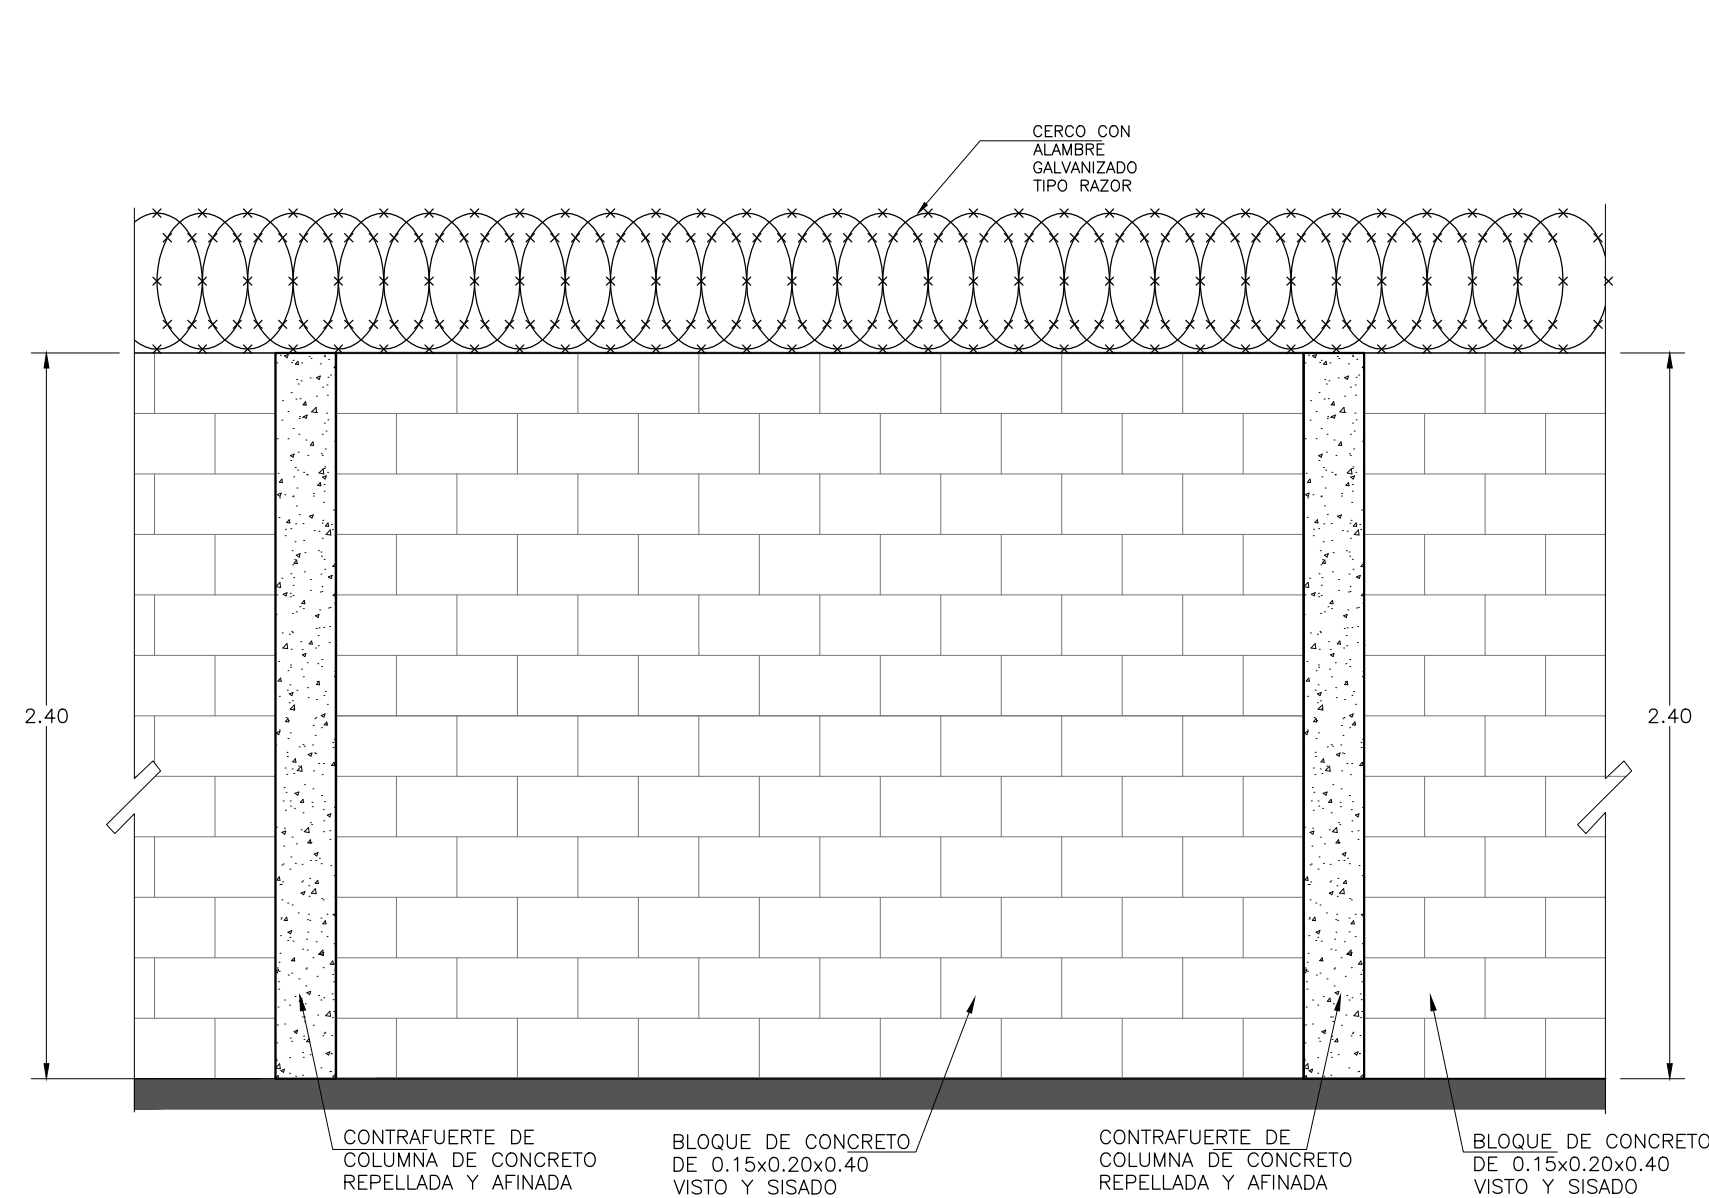 CERCO CON
ALAMBRE
GALVANIZADO
TIPO RAZOR
2.40
2.40
CONTRAFUERTE DE
COLUMNA DE CONCRETO
REPELLADA Y AFINADA
BLOQUE DE CONCRETO
DE 0.15x0.20x0.40
VISTO Y SISADO
CONTRAFUERTE DE
COLUMNA DE CONCRETO
REPELLADA Y AFINADA
BLOQUE DE CONCRETO
DE 0.15x0.20x0.40
VISTO Y SISADO